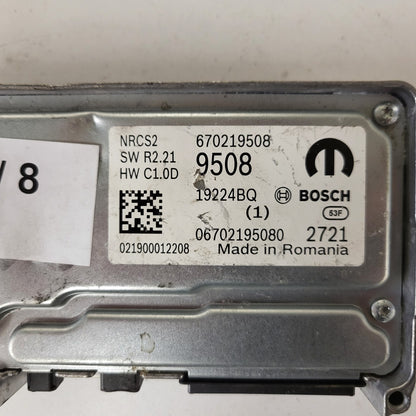 / 8
NRCS2 670219508
SW R2.21 9508
HW C1.0D
19224BQ BOSCH
(1) 53F
06702195080 2721
021900012208 Made in Romania